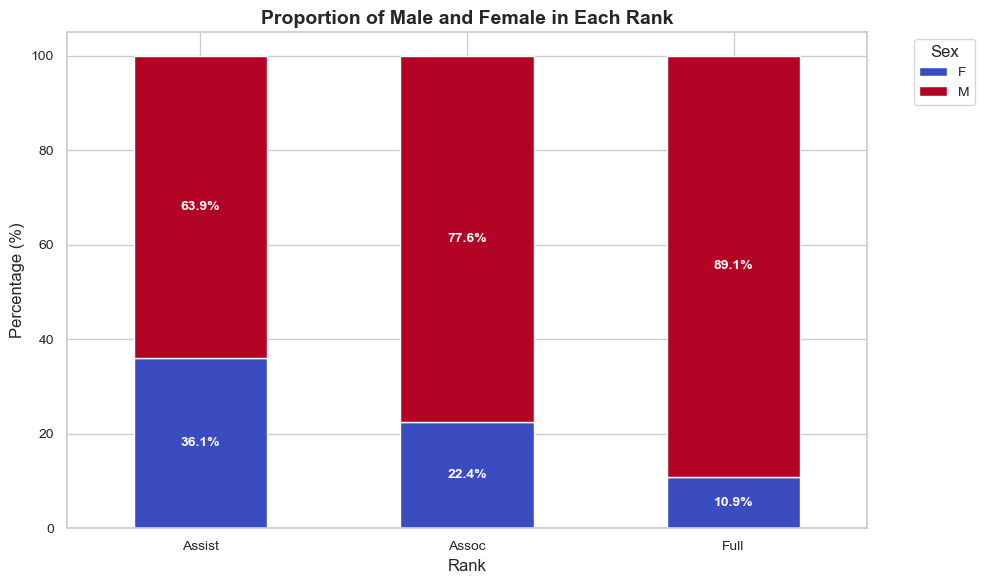 Proportion of Male and Female in Each Rank
Sex
F
M
Percentage (%)
100
80
60
40
20
0
63.9%
77.6%
89.1%
36.1%
22.4%
10.9%
Assist
Assoc
Full
Rank